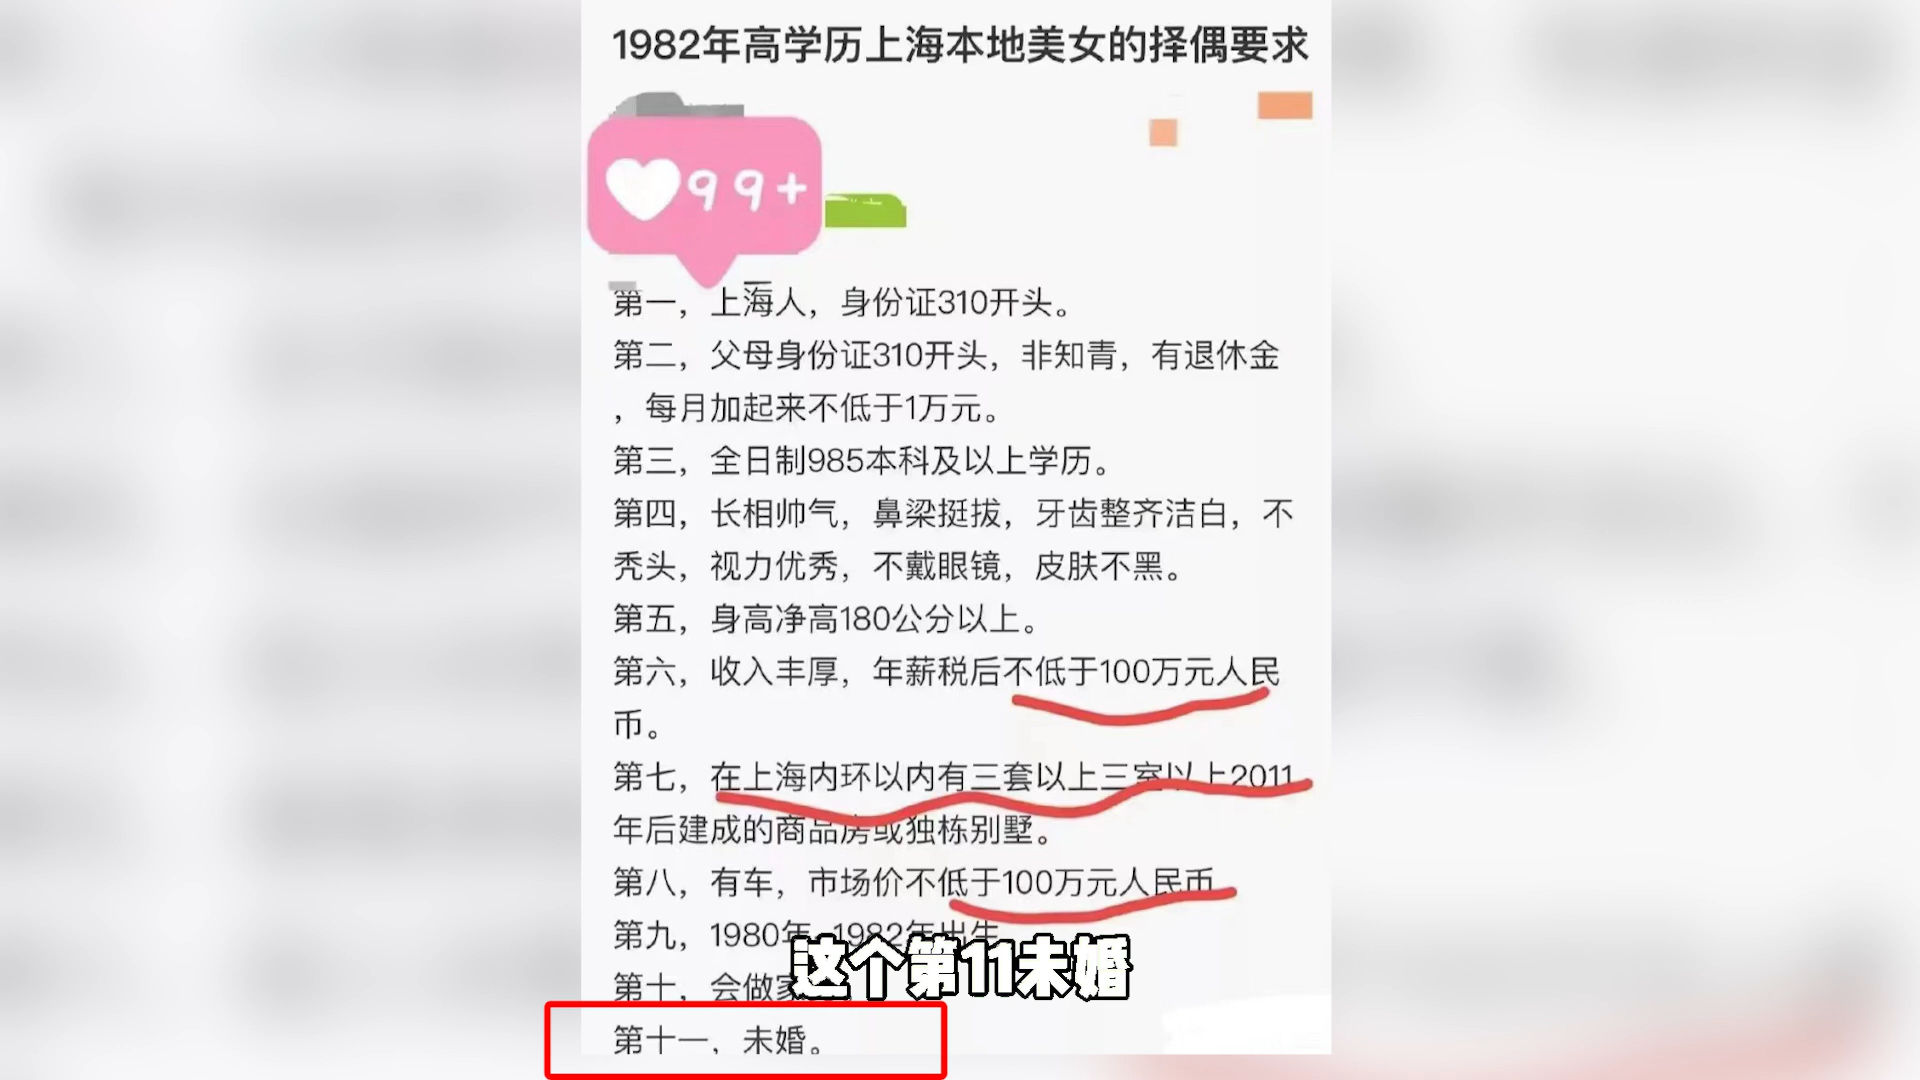 1982年高学历上海本地美女的择偶要求
99+
第一，上海人，身份证310开头。
第二，父母身份证310开头，非知青，有退休金
，每月加起来不低于1万元。
第三，全日制985本科及以上学历。
第四，长相帅气，鼻梁挺拔，牙齿整齐洁白，不
秃头，视力优秀，不戴眼镜，皮肤不黑。
第五，身高净高180公分以上。
第六，收入丰厚，年薪税后不低于100万元人民
币。
第七，在上海内环以内有三套以上三室以上2011
年后建成的商品房或独栋别墅。
第八，有车，市场价不低于100万元人民币
第九，1980年-1982年出生
第十，会做家
这个第11未婚
第十一，未婚。